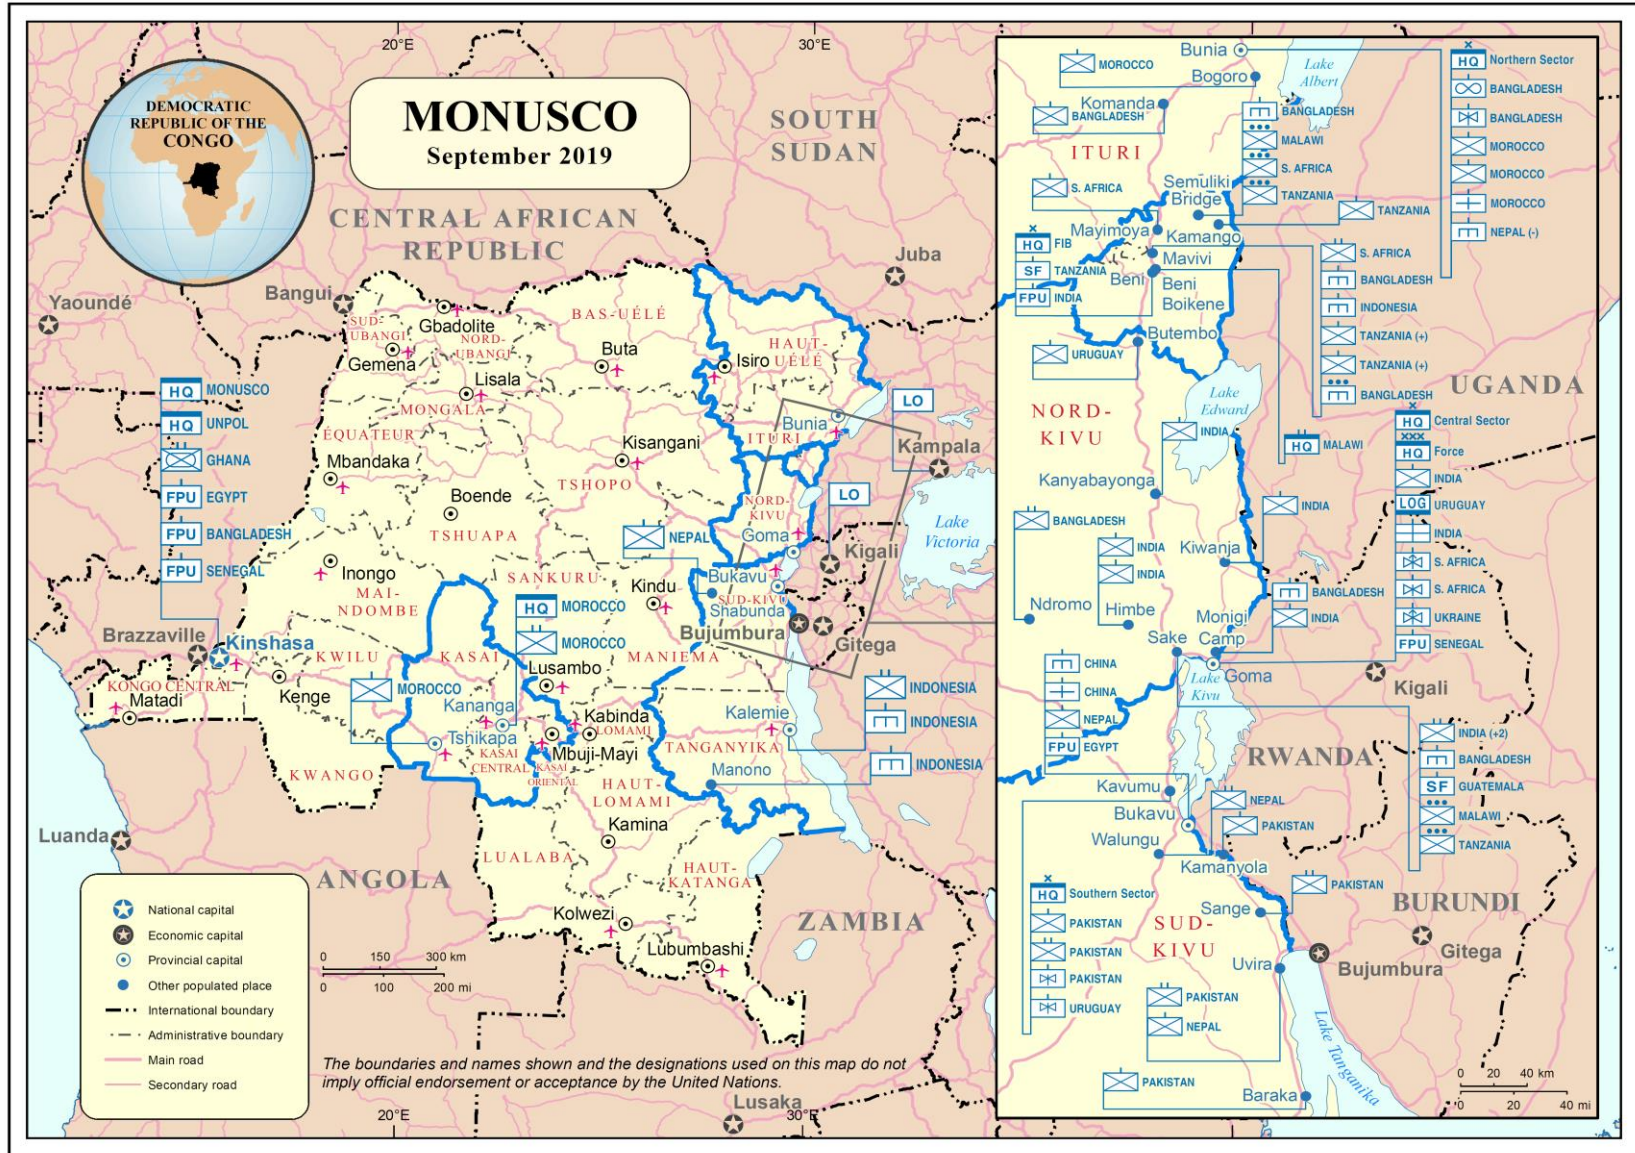 20°E
30°E
DEMOCRATIC
REPUBLIC OF THE
CONGO
MONUSCO
September 2019
SOUTH
SUDAN
CENTRAL AFRICAN
REPUBLIC
Juba
Yaoundé
Bangui
Gbadolite
SUD-
UBANGI
NORD-
UBANGI
Gemena
BAS-UÉLÉ
Buta
HAUT-
UÉLÉ
Isiro
Lisala
MONGALA
HQ MONUSCO
HQ UNPOL
GHANA
FPU EGYPT
FPU BANGLADESH
FPU SENEGAL
ÉQUATEUR
Mbandaka
Kisangani
TSHOPO
Boende
TSHUAPA
Bunia
ITURI
LO
Kampala
LO
NORD-
KIVU
Goma
NEPAL
Lake
Victoria
Kigali
Inongo
MAI-
NDOMBE
SANKURU
Kindu
Bukavu
SUD-KIVU
Shabunda
Bujumbura
Gitega
HQ MOROCCO
MOROCCO
Brazzaville
Kinshasa
KWILU
KASAI
Lusambo
MANIEMA
KONGO CENTRAL
Matadi
Kenge
MOROCCO
Kananga
Tshikapa
KASAI
CENTRAL
Kabinda
LOMAMI
Mbuji-Mayi
KASAI
ORIENTAL
Kalemie
TANGANYIKA
Manono
INDONESIA
INDONESIA
INDONESIA
KWANGO
HAUT-
LOMAMI
Kamina
Luanda
LUALABA
HAUT-
KATANGA
ANGOLA
Kolwezi
Lubumbashi
ZAMBIA
Lusaka
National capital
Economic capital
Provincial capital
Other populated place
International boundary
Administrative boundary
Main road
Secondary road
0 150 300 km
0 100 200 mi
The boundaries and names shown and the designations used on this map do not
imply official endorsement or acceptance by the United Nations.
20°E
30°E
Bunia
Lake
Albert
MOROCCO
Bogoro
Komanda
BANGLADESH
ITURI
BANGLADESH
MALAWI
S. AFRICA
TANZANIA
HQ Northern Sector
BANGLADESH
BANGLADESH
MOROCCO
MOROCCO
MOROCCO
NEPAL (-)
S. AFRICA
Semuliki
Bridge
TANZANIA
Mayimoya
Kamango
HQ FIB
SF TANZANIA
FPU INDIA
Mavivi
Beni
Beni
Boikene
S. AFRICA
BANGLADESH
INDONESIA
TANZANIA (+)
TANZANIA (+)
BANGLADESH
Butembo
URUGUAY
UGANDA
NORD-
KIVU
Lake
Edward
INDIA
HQ MALAWI
HQ Central Sector
HQ Force
INDIA
LOG URUGUAY
INDIA
S. AFRICA
S. AFRICA
UKRAINE
FPU SENEGAL
Kanyabayonga
BANGLADESH
INDIA
INDIA
INDIA
Kiwanja
Ndromo
Himbe
BANGLADESH
INDIA
Monigi
Camp
Sake
Goma
Lake
Kivu
Kigali
CHINA
CHINA
NEPAL
FPU EGYPT
INDIA (+2)
BANGLADESH
SF GUATEMALA
MALAWI
TANZANIA
RWANDA
Kavumu
Bukavu
Walungu
NEPAL
PAKISTAN
Kamanyola
HQ Southern Sector
PAKISTAN
PAKISTAN
PAKISTAN
URUGUAY
PAKISTAN
Sange
SUD-
KIVU
BURUNDI
Gitega
Bujumbura
Uvira
PAKISTAN
NEPAL
PAKISTAN
Baraka
Lake Tanganika
0 20 40 km
0 20 40 mi